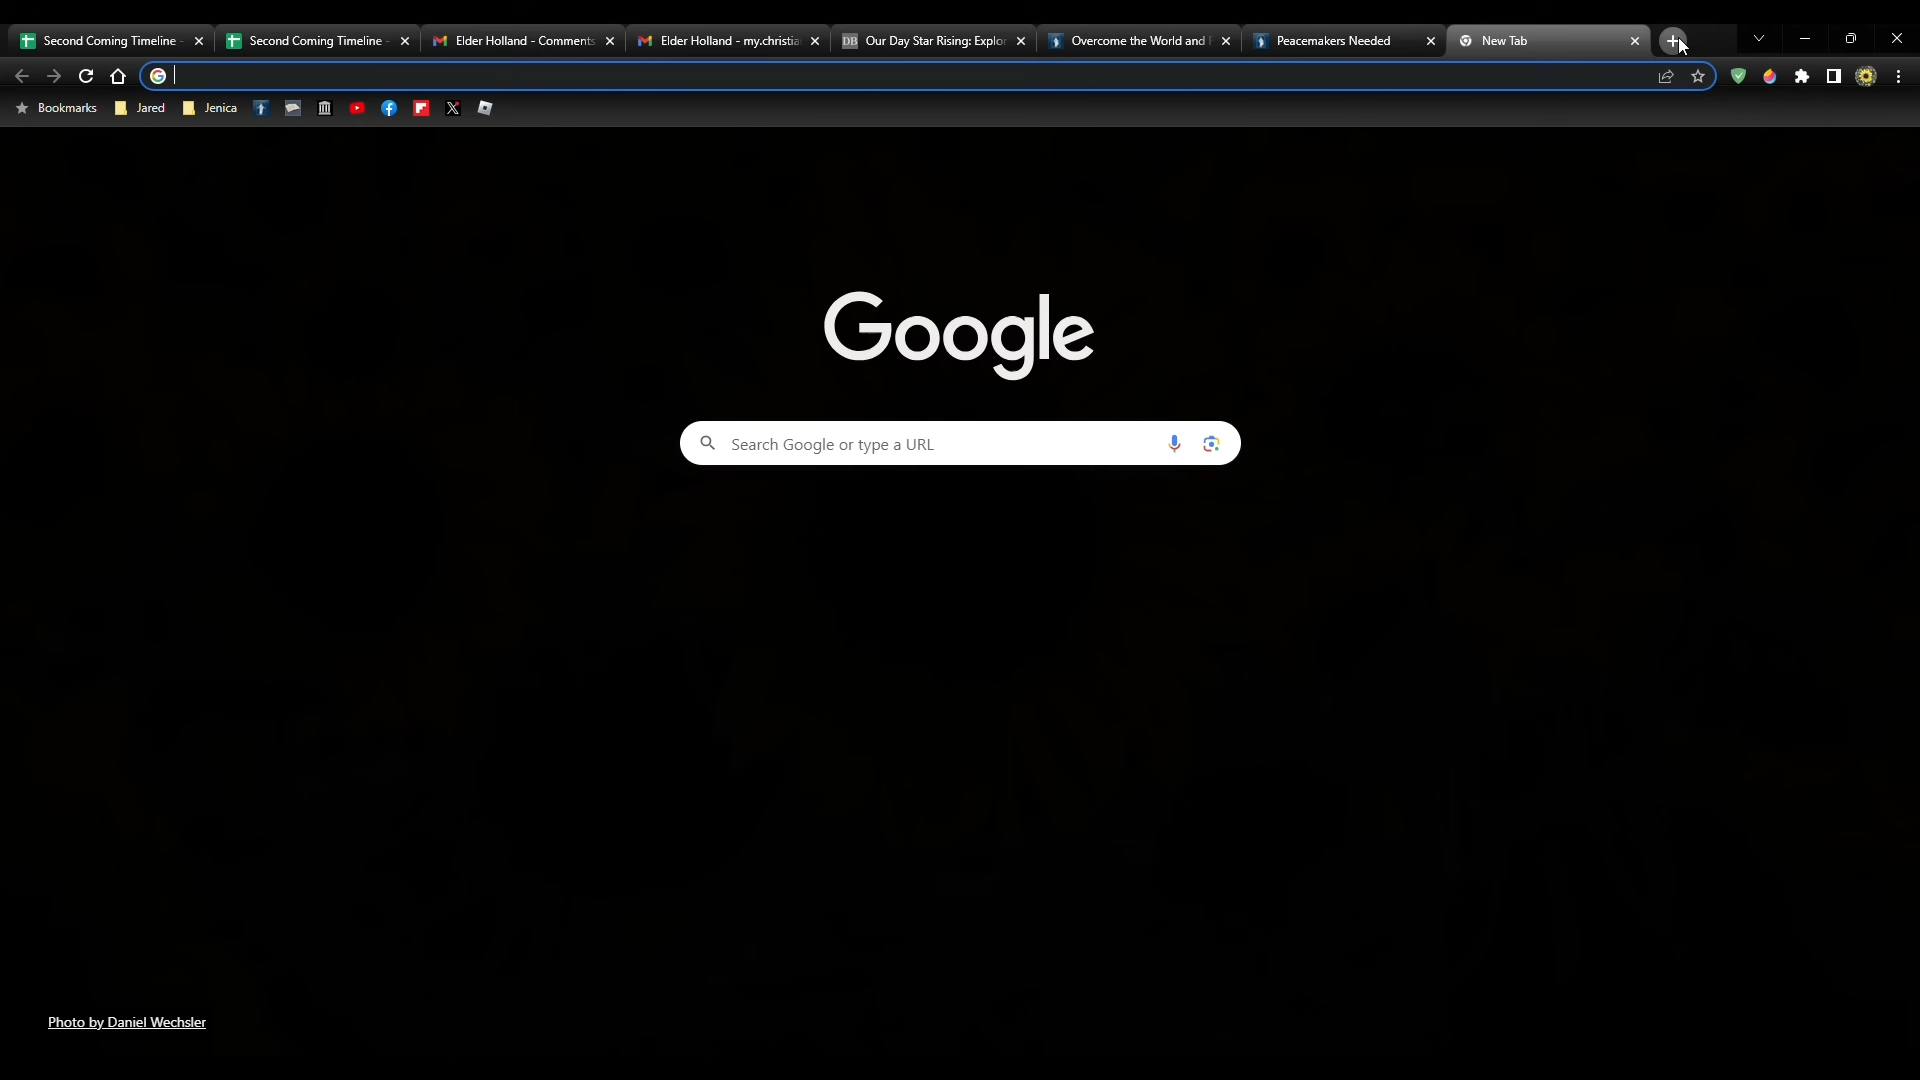 Second Coming Timeline -
Second Coming Timeline -
Elder Holland - Comments
Elder Holland - my.christia
DB Our Day Star Rising: Explo
Overcome the World and F
Peacemakers Needed
New Tab
Bookmarks
Jared
Jenica
Google
Search Google or type a URL
Photo by Daniel Wechsler